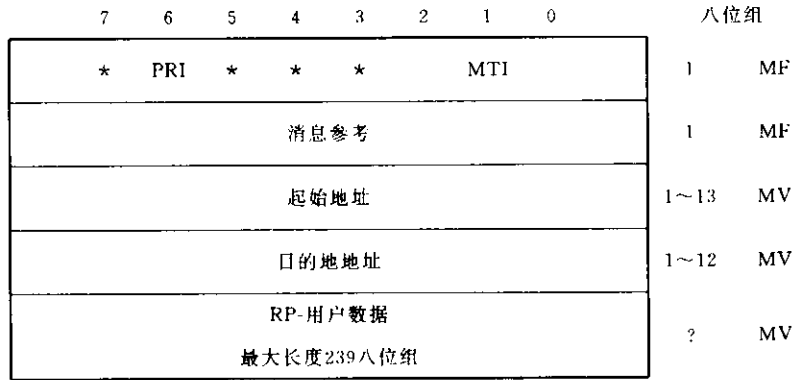 7 6 5 4 3 2 1 0 八位组
* PRI * * * MTI 1 MF
消息参考 1 MF
起始地址 1～13 MV
目的地地址 1～12 MV
RP-用户数据
? MV
最大长度239八位组